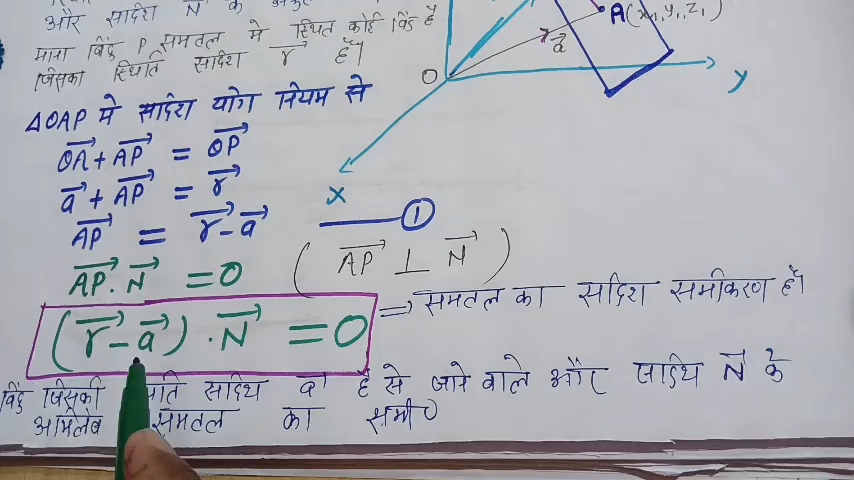 और सदिश N→ के
A(x₁, y₁, z₁)
माना बिंदु P समतल में स्थित कोई बिंदु है
जिसका स्थिति सदिश r→ है।
a→
O
Y
X
ΔOAP में सदिश योग नियम से
OA→ + AP→ = OP→
a→ + AP→ = r→
AP→ = r→ - a→ ——— ①
AP→ . N→ = 0 ( AP→ ⊥ N→ )
(r→ - a→) . N→ = 0 ⇒ समतल का सदिश समीकरण है।
बिंदु जिसकी सदिश a→ है से जाने वाले और सदिश N→ के
समतल का समी